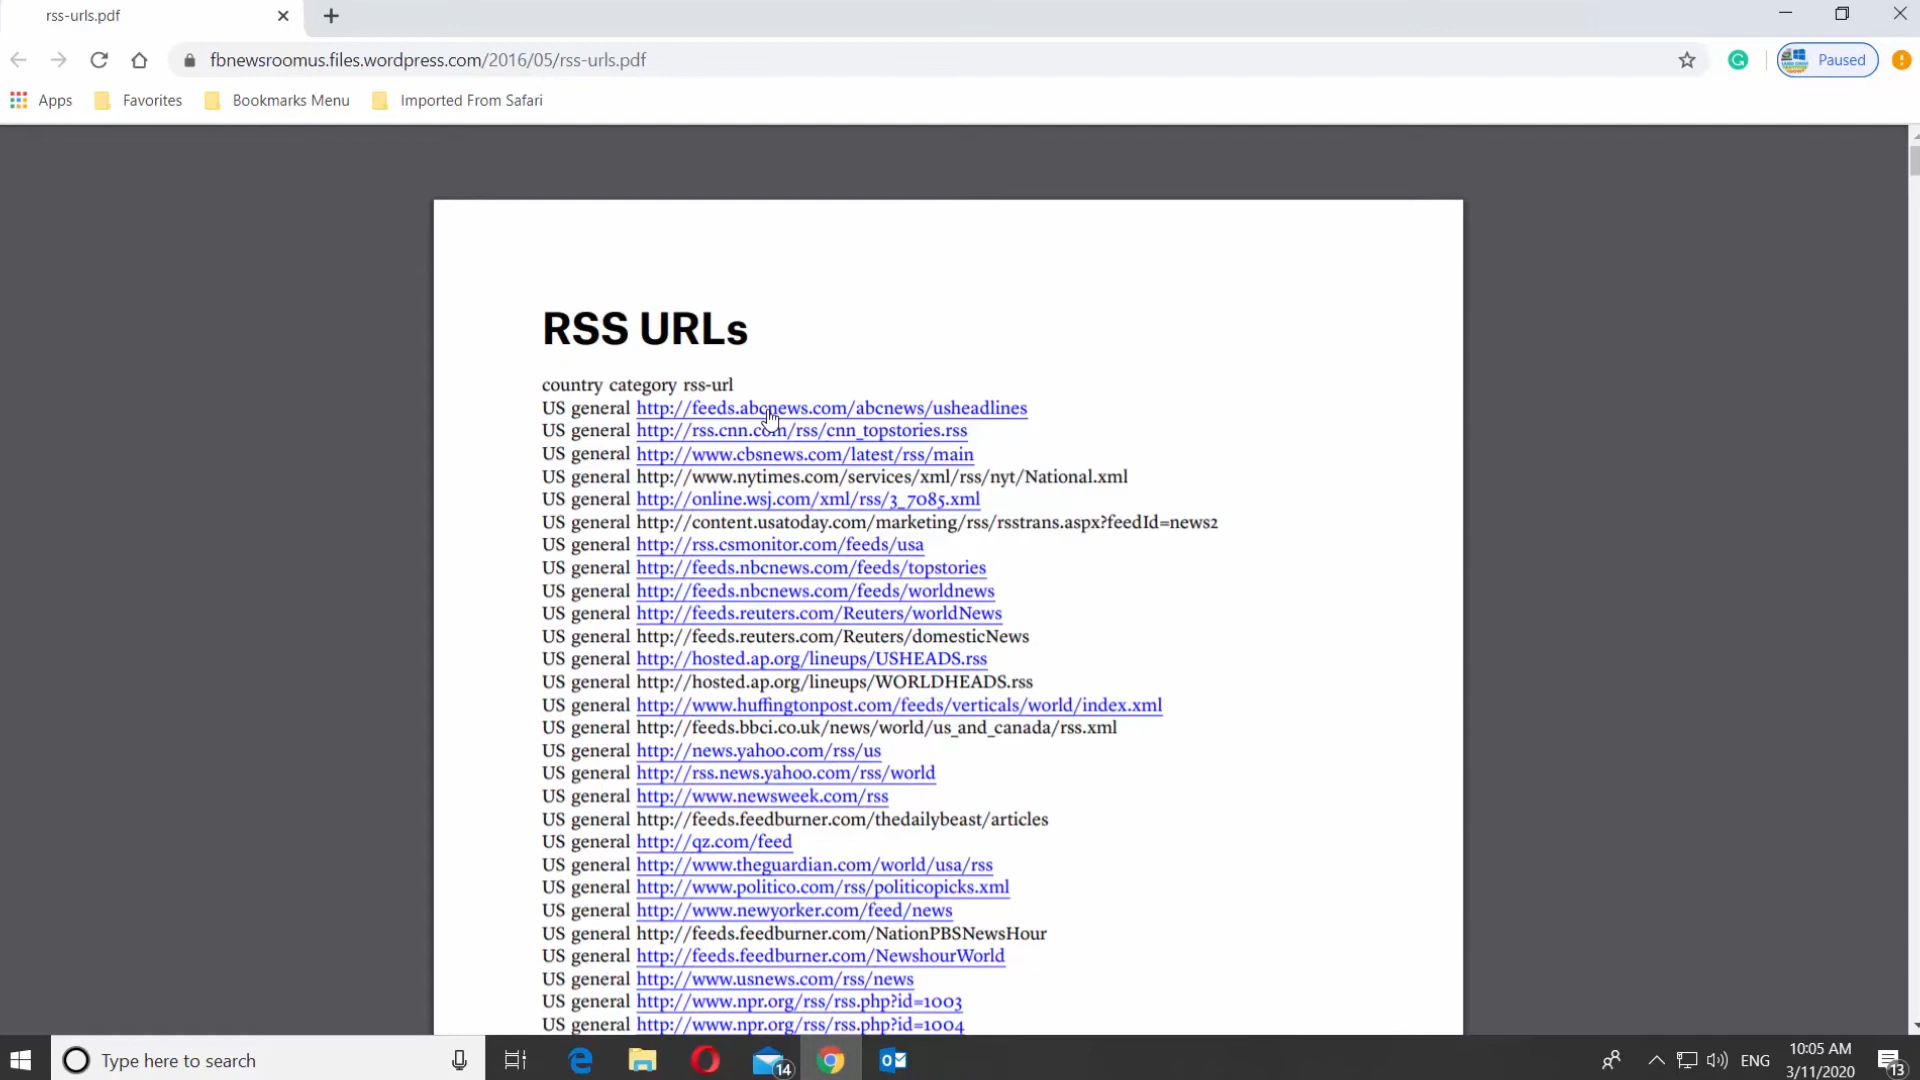 rss-urls.pdf
fbnewsroomus.files.wordpress.com/2016/05/rss-urls.pdf
Paused
Apps
Favorites
Bookmarks Menu
Imported From Safari
RSS URLs
country category rss-url
US general http://feeds.abcnews.com/abcnews/usheadlines
US general http://rss.cnn.com/rss/cnn_topstories.rss
US general http://www.cbsnews.com/latest/rss/main
US general http://www.nytimes.com/services/xml/rss/nyt/National.xml
US general http://online.wsj.com/xml/rss/3_7085.xml
US general http://content.usatoday.com/marketing/rss/rsstrans.aspx?feedId=news2
US general http://rss.csmonitor.com/feeds/usa
US general http://feeds.nbcnews.com/feeds/topstories
US general http://feeds.nbcnews.com/feeds/worldnews
US general http://feeds.reuters.com/Reuters/worldNews
US general http://feeds.reuters.com/Reuters/domesticNews
US general http://hosted.ap.org/lineups/USHEADS.rss
US general http://hosted.ap.org/lineups/WORLDHEADS.rss
US general http://www.huffingtonpost.com/feeds/verticals/world/index.xml
US general http://feeds.bbci.co.uk/news/world/us_and_canada/rss.xml
US general http://news.yahoo.com/rss/us
US general http://rss.news.yahoo.com/rss/world
US general http://www.newsweek.com/rss
US general http://feeds.feedburner.com/thedailybeast/articles
US general http://qz.com/feed
US general http://www.theguardian.com/world/usa/rss
US general http://www.politico.com/rss/politicopicks.xml
US general http://www.newyorker.com/feed/news
US general http://feeds.feedburner.com/NationPBSNewsHour
US general http://feeds.feedburner.com/NewshourWorld
US general http://www.usnews.com/rss/news
US general http://www.npr.org/rss/rss.php?id=1003
US general http://www.npr.org/rss/rss.php?id=1004
Type here to search
14
ENG
10:05 AM
3/11/2020
13